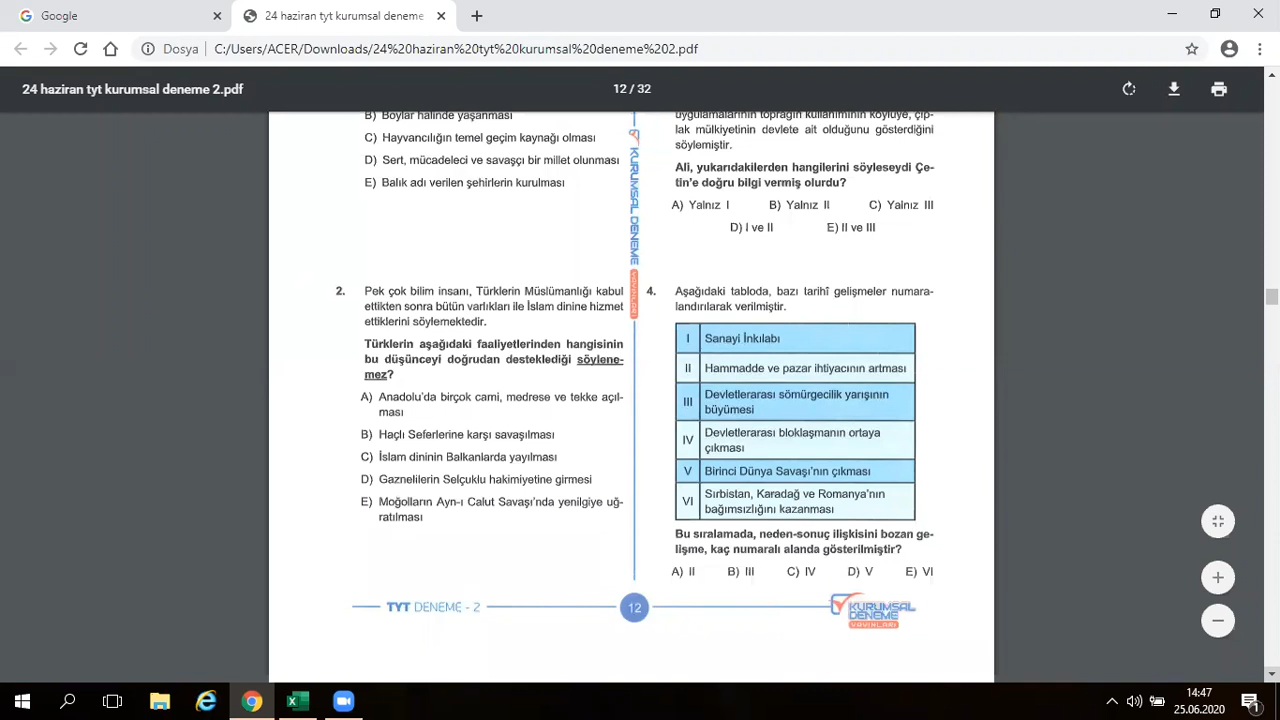 Google
24 haziran tyt kurumsal deneme
Dosya
C:/Users/ACER/Downloads/24%20haziran%20tyt%20kurumsal%20deneme%202.pdf
24 haziran tyt kurumsal deneme 2.pdf
12 / 32
B) Boylar halinde yaşanması
C) Hayvancılığın temel geçim kaynağı olması
D) Sert, mücadeleci ve savaşçı bir millet olunması
E) Balık adı verilen şehirlerin kurulması
2. Pek çok bilim insanı, Türklerin Müslümanlığı kabul
ettikten sonra bütün varlıkları ile İslam dinine hizmet
ettiklerini söylemektedir.
Türklerin aşağıdaki faaliyetlerinden hangisinin
bu düşünceyi doğrudan desteklediği söylene-
mez?
A) Anadolu'da birçok cami, medrese ve tekke açıl-
ması
B) Haçlı Seferlerine karşı savaşılması
C) İslam dininin Balkanlarda yayılması
D) Gaznelilerin Selçuklu hakimiyetine girmesi
E) Moğolların Ayn-ı Calut Savaşı'nda yenilgiye uğ-
ratılması
KURUMSAL DENEME
YAYINLARI
uygulamalarının toprağın kullanımının köylüye, çıp-
lak mülkiyetinin devlete ait olduğunu gösterdiğini
söylemiştir.
Ali, yukarıdakilerden hangilerini söyleseydi Çe-
tin'e doğru bilgi vermiş olurdu?
A) Yalnız I B) Yalnız II C) Yalnız III
D) I ve II E) II ve III
4. Aşağıdaki tabloda, bazı tarihî gelişmeler numara-
landırılarak verilmiştir.
I Sanayi İnkılabı
II Hammadde ve pazar ihtiyacının artması
III Devletlerarası sömürgecilik yarışının
büyümesi
IV Devletlerarası bloklaşmanın ortaya
çıkması
V Birinci Dünya Savaşı'nın çıkması
VI Sırbistan, Karadağ ve Romanya'nın
bağımsızlığını kazanması
Bu sıralamada, neden-sonuç ilişkisini bozan ge-
lişme, kaç numaralı alanda gösterilmiştir?
A) II B) III C) IV D) V E) VI
TYT DENEME - 2
12
KURUMSAL
DENEME
YAYINLARI
14:47
25.06.2020
1